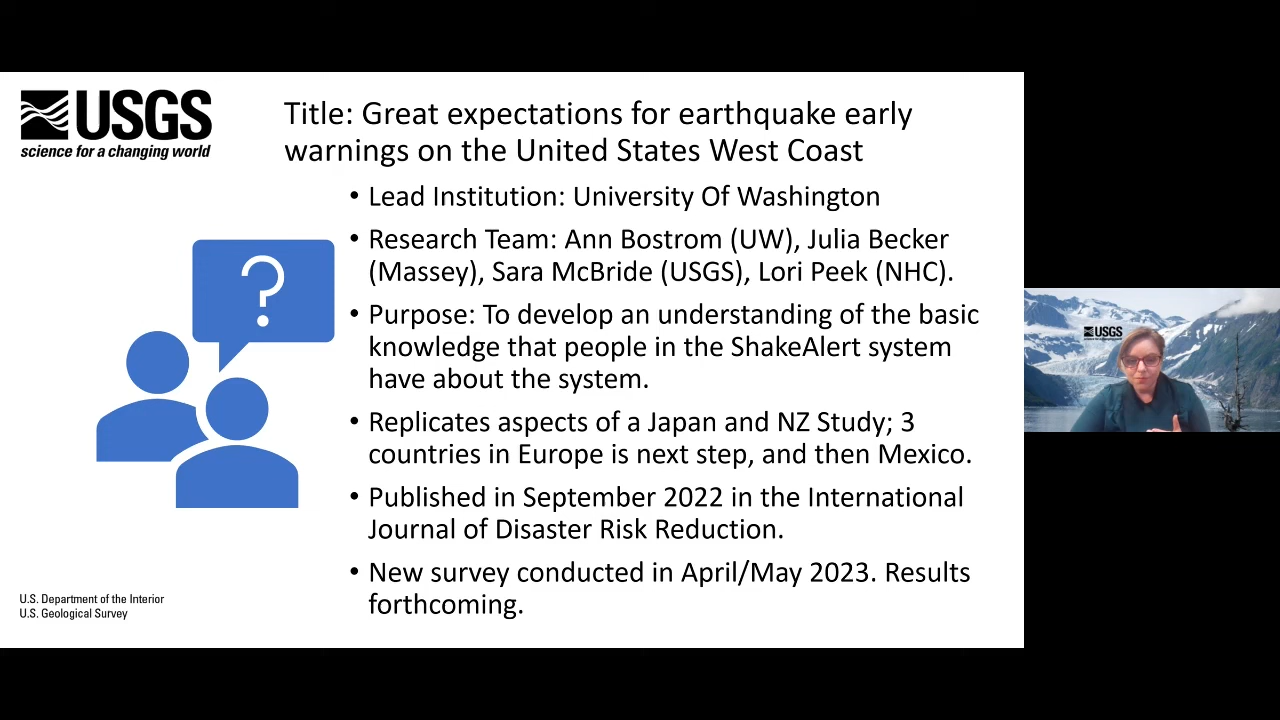 USGS
science for a changing world
Title: Great expectations for earthquake early
warnings on the United States West Coast
• Lead Institution: University Of Washington
• Research Team: Ann Bostrom (UW), Julia Becker
(Massey), Sara McBride (USGS), Lori Peek (NHC).
?
• Purpose: To develop an understanding of the basic
knowledge that people in the ShakeAlert system
have about the system.
• Replicates aspects of a Japan and NZ Study; 3
countries in Europe is next step, and then Mexico.
• Published in September 2022 in the International
Journal of Disaster Risk Reduction.
• New survey conducted in April/May 2023. Results
forthcoming.
U.S. Department of the Interior
U.S. Geological Survey
USGS